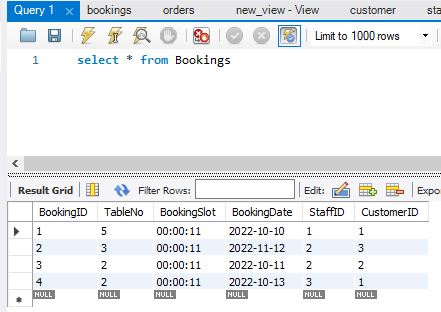 Query 1 bookings orders new_view - View customer sta
Limit to 1000 rows
1 select * from Bookings
Result Grid Filter Rows: Edit: Expor
BookingID TableNo BookingSlot BookingDate StaffID CustomerID
1 5 00:00:11 2022-10-10 1 1
2 3 00:00:11 2022-11-12 2 3
3 2 00:00:11 2022-10-11 2 2
4 2 00:00:11 2022-10-13 3 1
NULL NULL NULL NULL NULL NULL